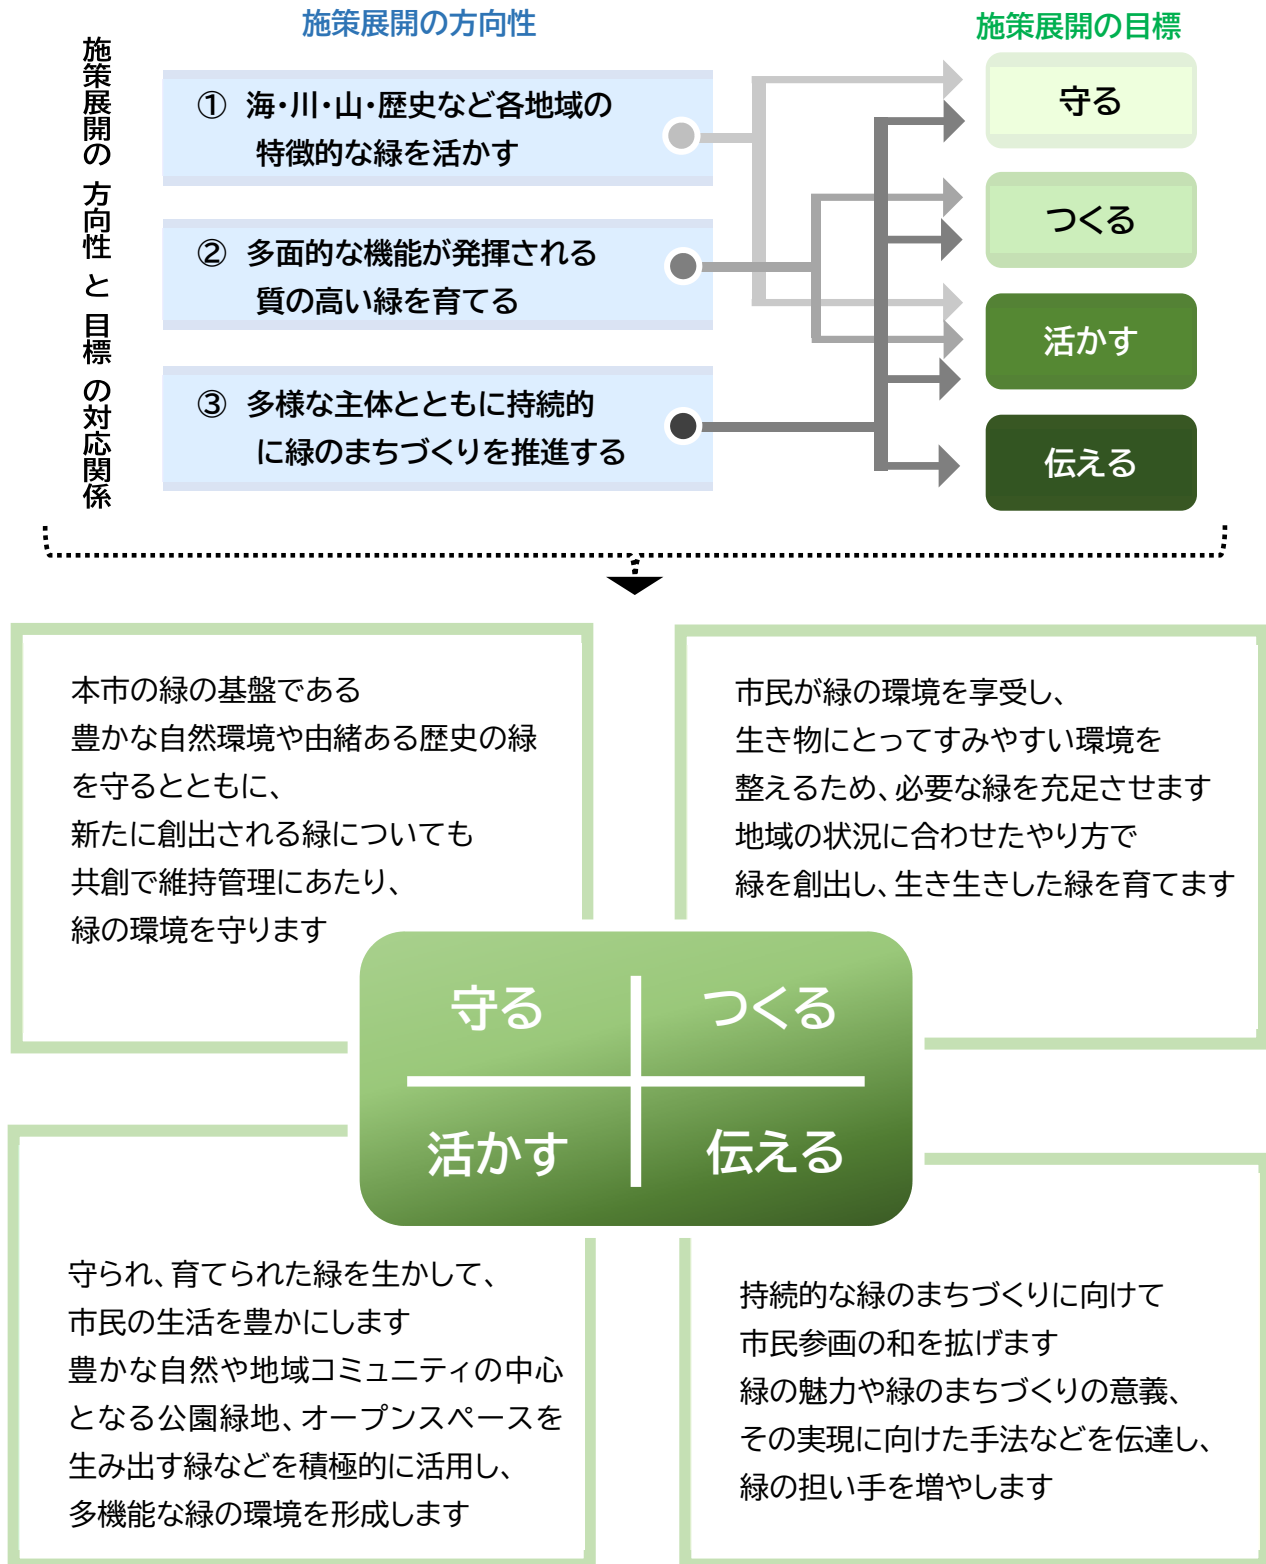 施策展開の方向性と目標の対応関係
施策展開の方向性
① 海・川・山・歴史など各地域の
特徴的な緑を活かす
② 多面的な機能が発揮される
質の高い緑を育てる
③ 多様な主体とともに持続的
に緑のまちづくりを推進する
施策展開の目標
守る
つくる
活かす
伝える
本市の緑の基盤である
豊かな自然環境や由緒ある歴史の緑
を守るとともに、
新たに創出される緑についても
共創で維持管理にあたり、
緑の環境を守ります
市民が緑の環境を享受し、
生き物にとってすみやすい環境を
整えるため、必要な緑を充足させます
地域の状況に合わせたやり方で
緑を創出し、生き生きした緑を育てます
守る
つくる
活かす
伝える
守られ、育てられた緑を生かして、
市民の生活を豊かにします
豊かな自然や地域コミュニティの中心
となる公園緑地、オープンスペースを
生み出す緑などを積極的に活用し、
多機能な緑の環境を形成します
持続的な緑のまちづくりに向けて
市民参画の和を拡げます
緑の魅力や緑のまちづくりの意義、
その実現に向けた手法などを伝達し、
緑の担い手を増やします